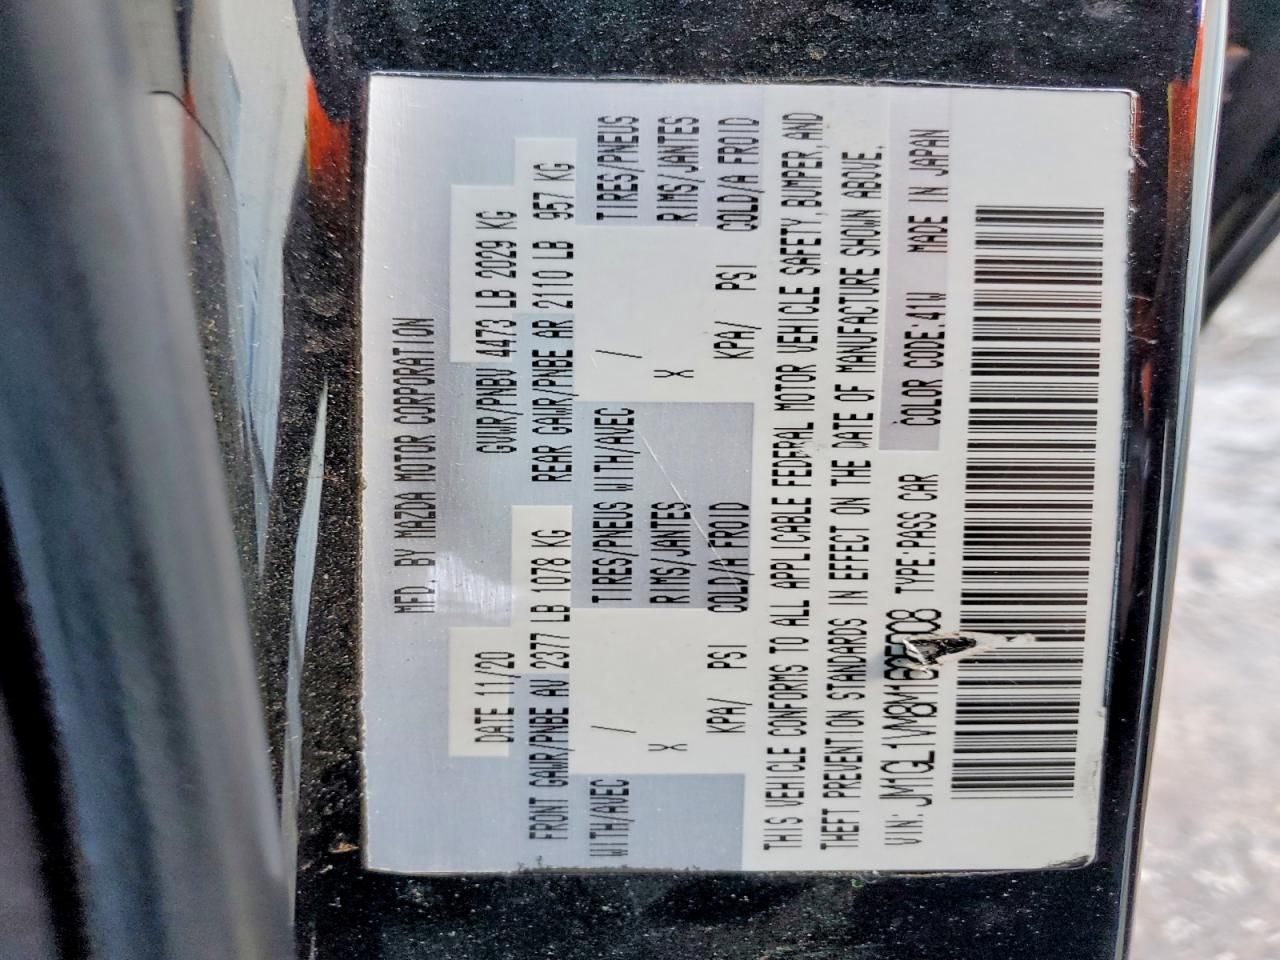 MFD. BY MAZDA MOTOR CORPORATION
DATE 11/20 GVWR/PNBV 4473 LB 2029 KG
FRONT GAWR/PNBE AV 2377 LB 1078 KG REAR GAWR/PNBE AR 2110 LB 957 KG
WITH/AVEC / TIRES/PNEUS WITH/AVEC / TIRES/PNEUS
X RIMS/JANTES X RIMS/JANTES
KPA/ PSI COLD/A FROID KPA/ PSI COLD/A FROID
THIS VEHICLE CONFORMS TO ALL APPLICABLE FEDERAL MOTOR VEHICLE SAFETY, BUMPER, AND
THEFT PREVENTION STANDARDS IN EFFECT ON THE DATE OF MANUFACTURE SHOWN ABOVE.
VIN: TYPE: PASS CAR COLOR CODE: 41W MADE IN JAPAN